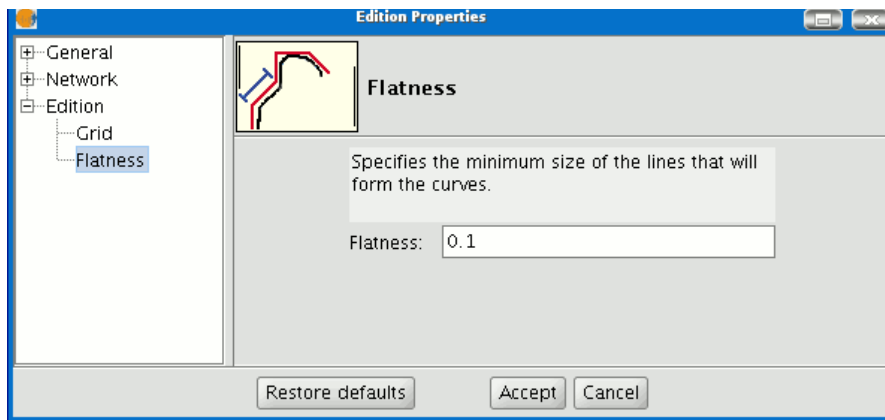 Edition Properties
General
Network
Edition
Grid
Flatness
Flatness
Specifies the minimum size of the lines that will
form the curves.
Flatness: 0.1
Restore defaults Accept Cancel